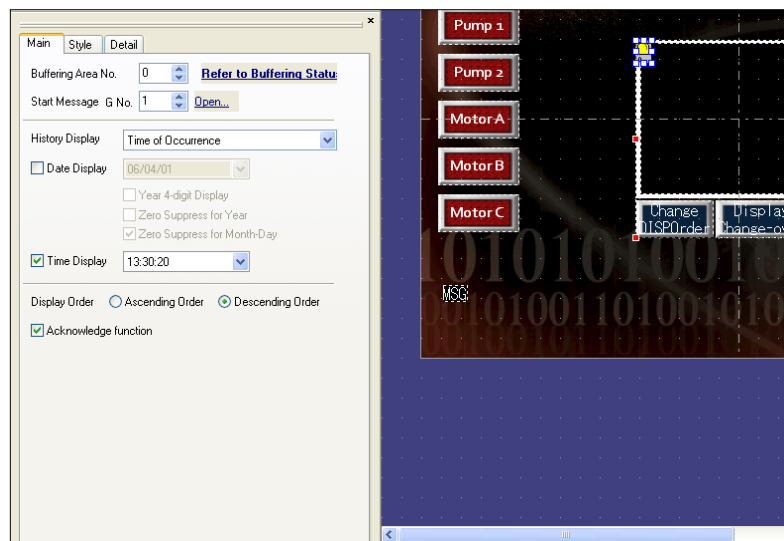 ×
Main Style Detail
Buffering Area No. 0 Refer to Buffering Statu
Start Message G No. 1 Open...
History Display Time of Occurrence
Date Display 06/04/01
Year 4-digit Display
Zero Suppress for Year
Zero Suppress for Month-Day
Time Display 13:30:20
Display Order Ascending Order Descending Order
Acknowledge function
Pump 1
Pump 2
Motor A
Motor B
Motor C
Change Display
DISPOrder Change-ov
MSG